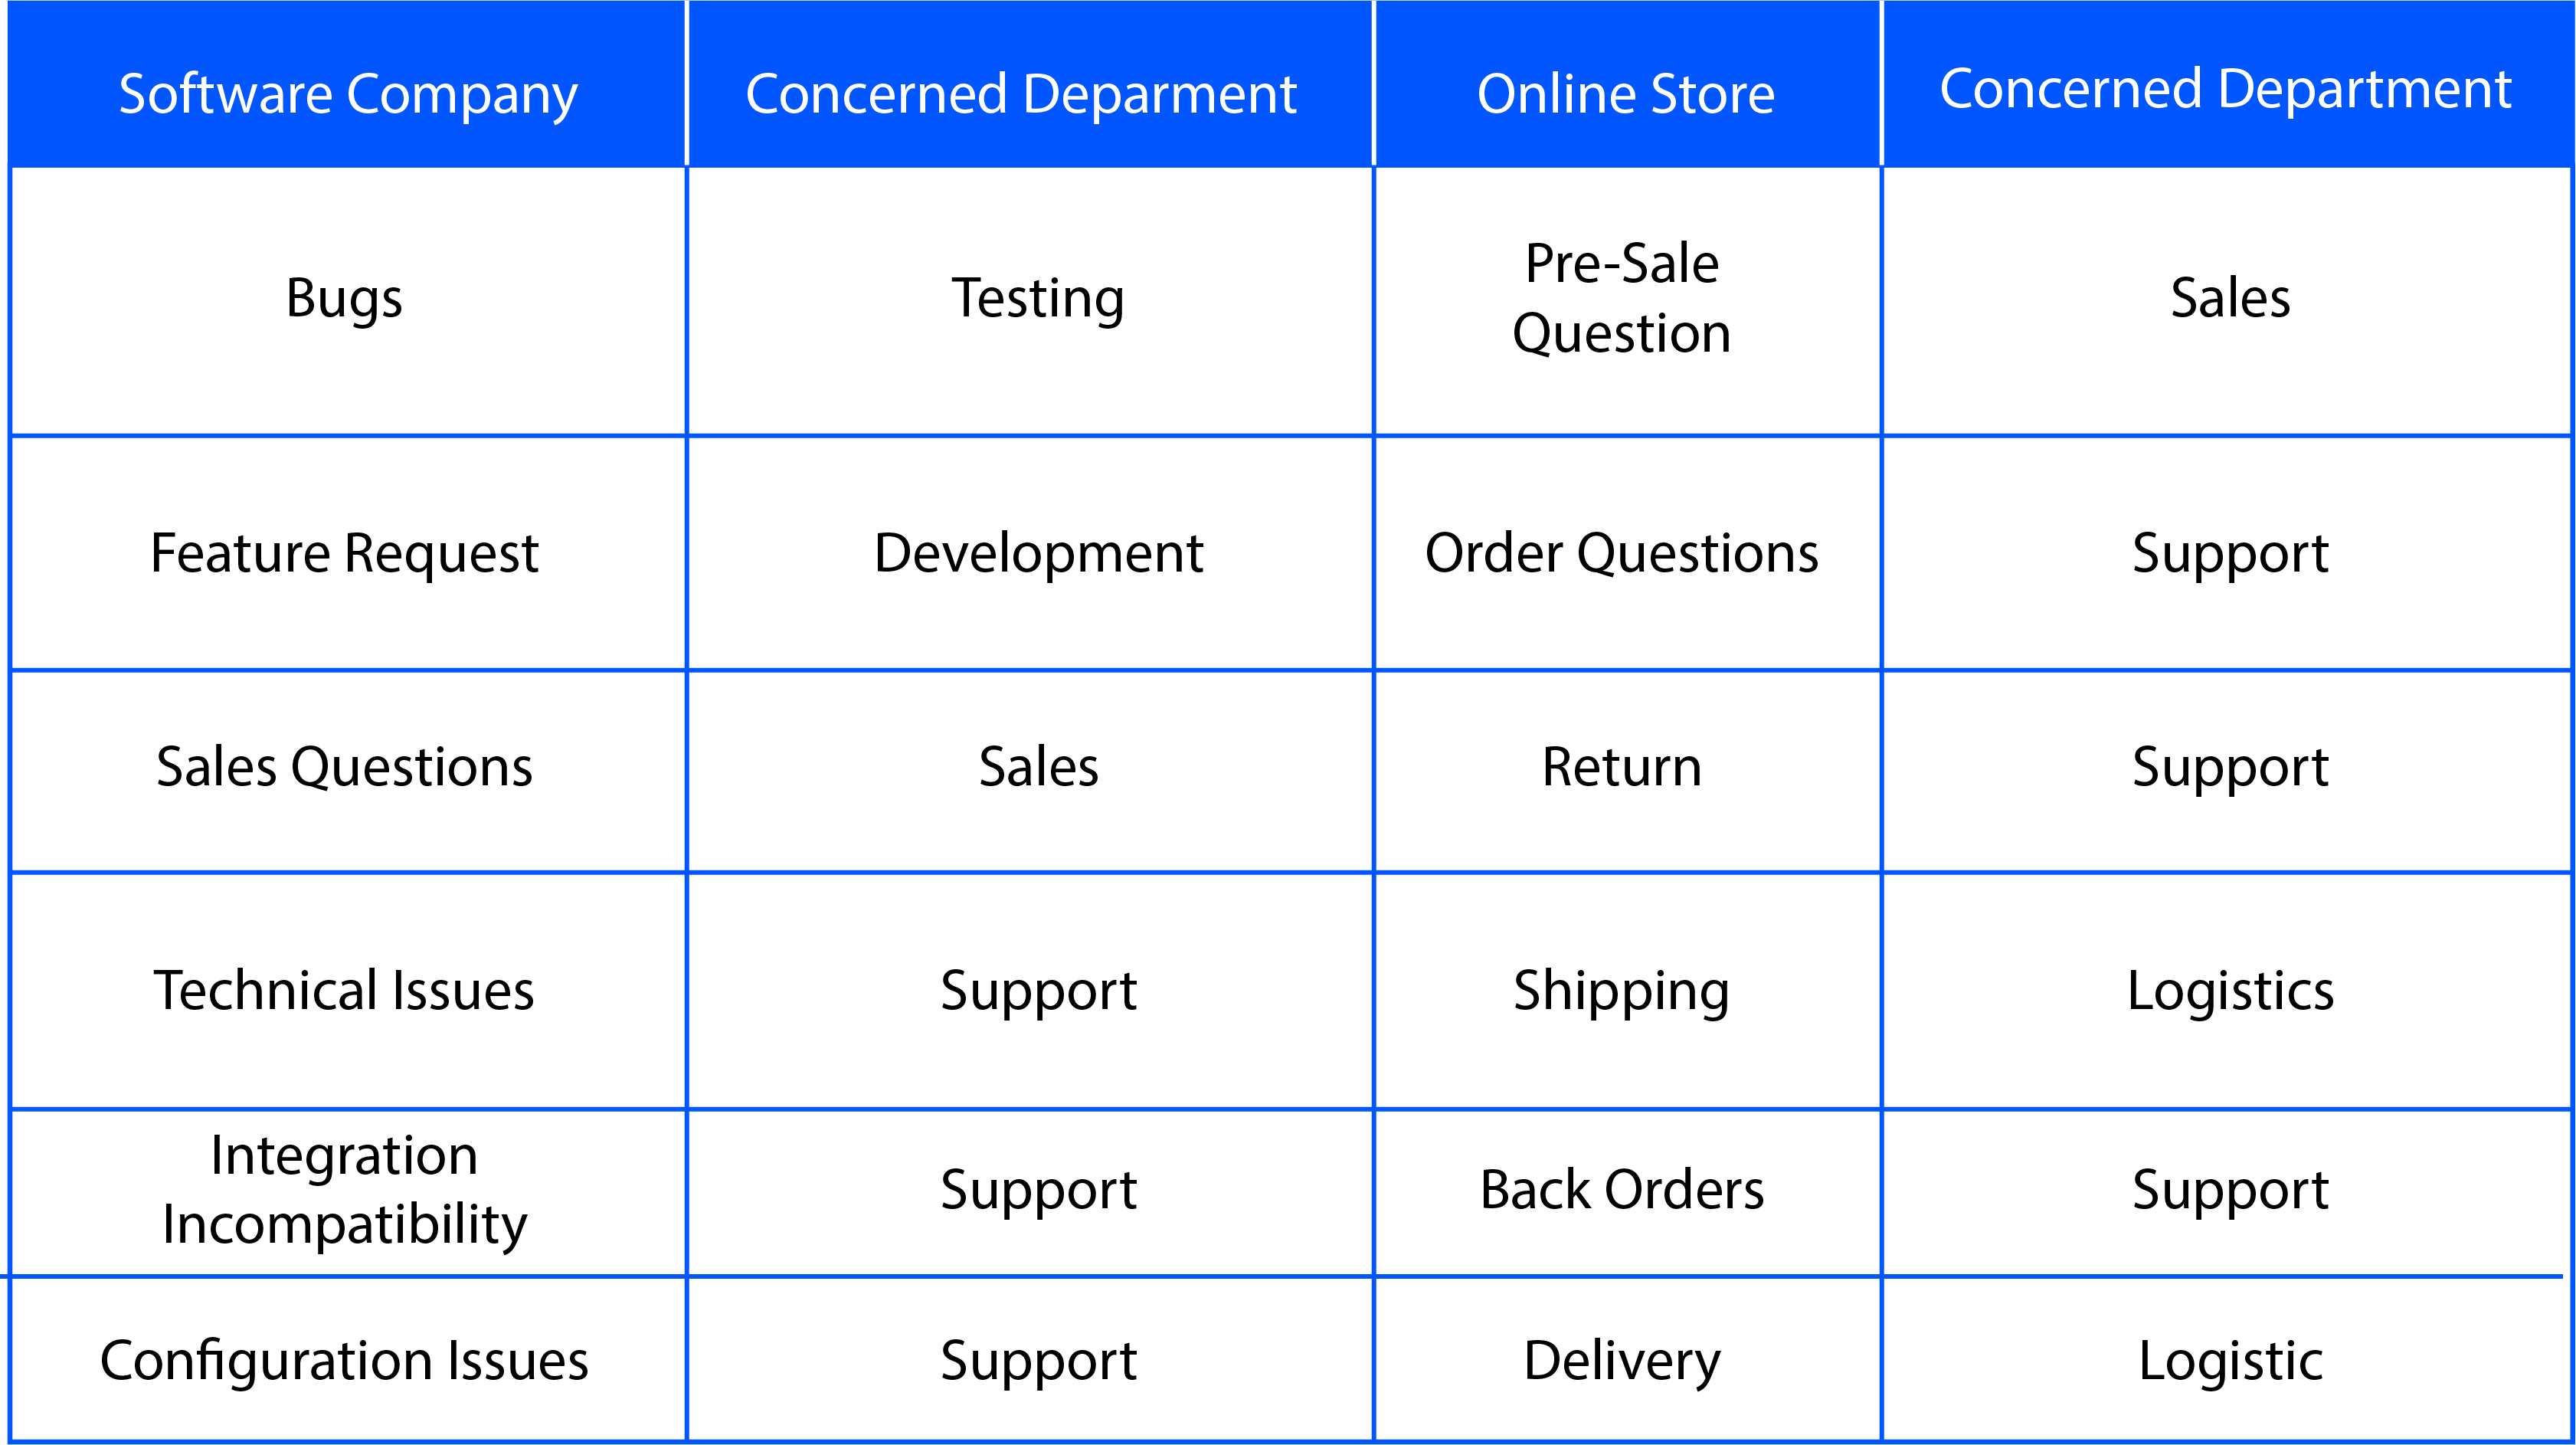 Software Company
Concerned Deparment
Online Store
Concerned Department
Bugs
Testing
Pre-Sale
Question
Sales
Feature Request
Development
Order Questions
Support
Sales Questions
Sales
Return
Support
Technical Issues
Support
Shipping
Logistics
Integration
Incompatibility
Support
Back Orders
Support
Configuration Issues
Support
Delivery
Logistic